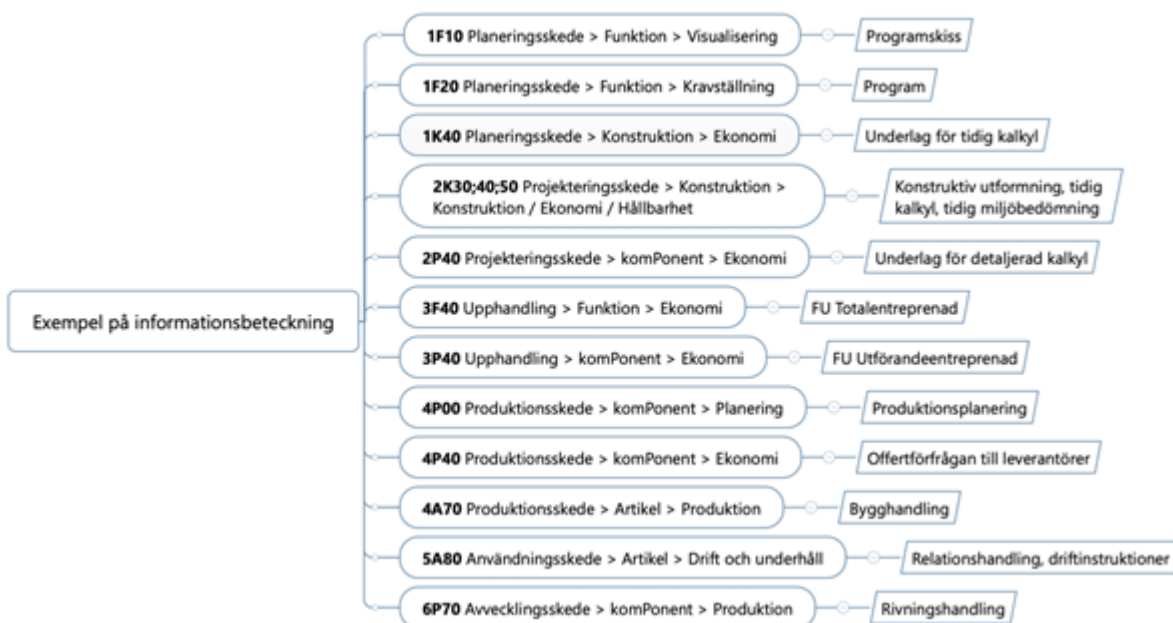 1F10 Planeringsskede > Funktion > Visualisering
Programskiss
1F20 Planeringsskede > Funktion > Kravställning
Program
1K40 Planeringsskede > Konstruktion > Ekonomi
Underlag för tidig kalkyl
2K30;40;50 Projekteringsskede > Konstruktion >
Konstruktion / Ekonomi / Hållbarhet
Konstruktiv utformning, tidig
kalkyl, tidig miljöbedömning
2P40 Projekteringsskede > komPonent > Ekonomi
Underlag för detaljerad kalkyl
Exempel på informationsbeteckning
3F40 Upphandling > Funktion > Ekonomi
FU Totalentreprenad
3P40 Upphandling > komPonent > Ekonomi
FU Utförandeentreprenad
4P00 Produktionsskede > komPonent > Planering
Produktionsplanering
4P40 Produktionsskede > komPonent > Ekonomi
Offertförfrågan till leverantörer
4A70 Produktionsskede > Artikel > Produktion
Bygghandling
5A80 Användningsskede > Artikel > Drift och underhåll
Relationshandling, driftinstruktioner
6P70 Avvecklingsskede > komPonent > Produktion
Rivningshandling